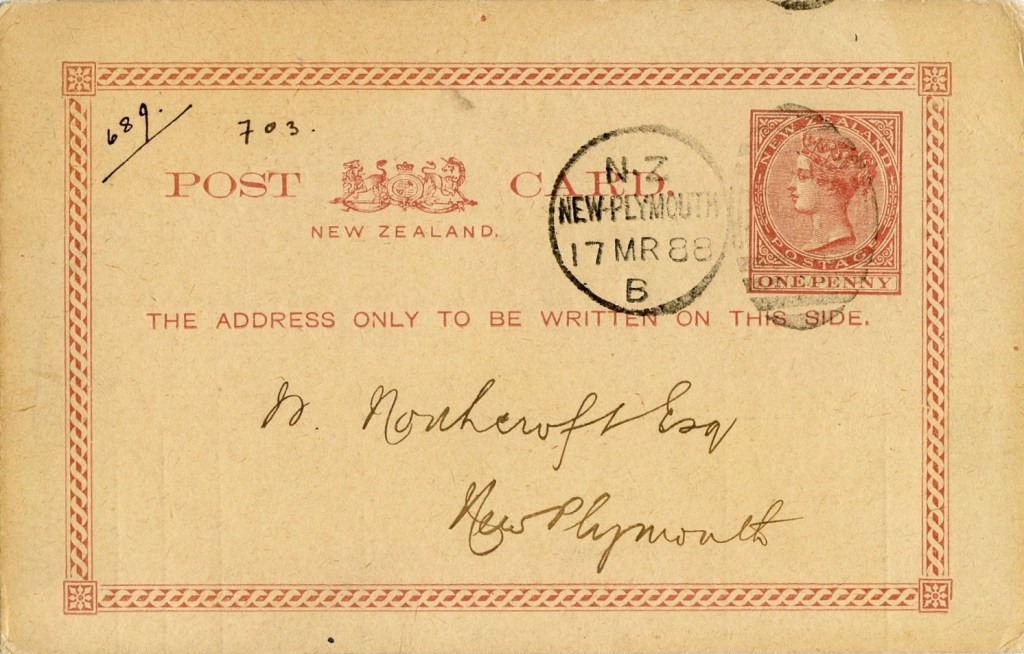 689.
703.
POST CARD.
NEW ZEALAND.
N.Z
NEW-PLYMOUTH
17 MR 88
B
NEW ZEALAND
POSTAGE
ONE PENNY
THE ADDRESS ONLY TO BE WRITTEN ON THIS SIDE.
W. Northcroft Esq
New Plymouth